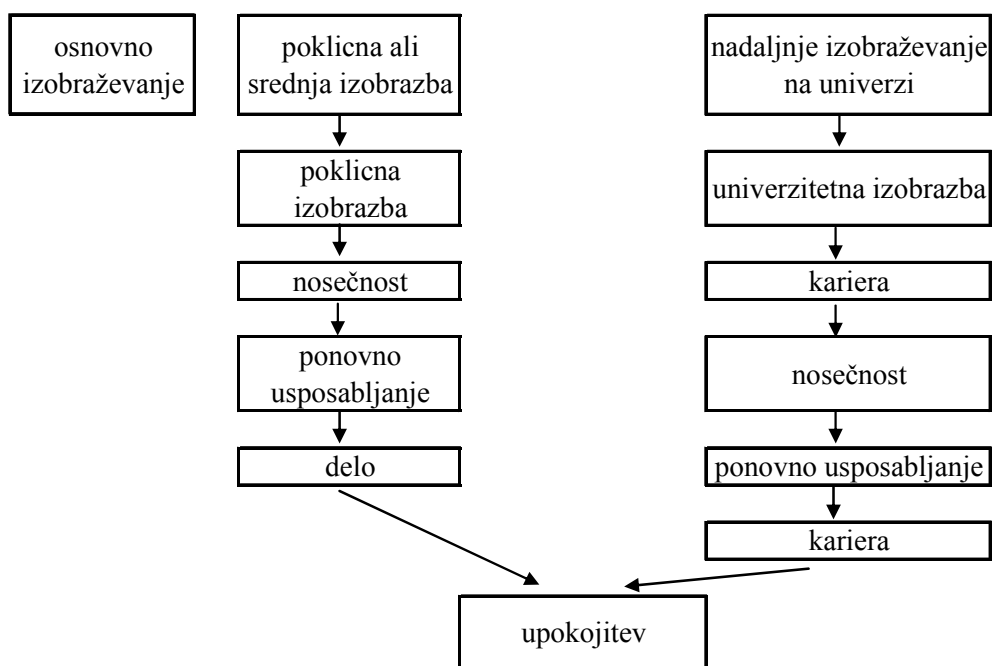 osnovno
izobraževanje
poklicna ali
srednja izobrazba
poklicna
izobrazba
nosečnost
ponovno
usposabljanje
delo
nadaljnje izobraževanje
na univerzi
univerzitetna izobrazba
kariera
nosečnost
ponovno usposabljanje
kariera
upokojitev